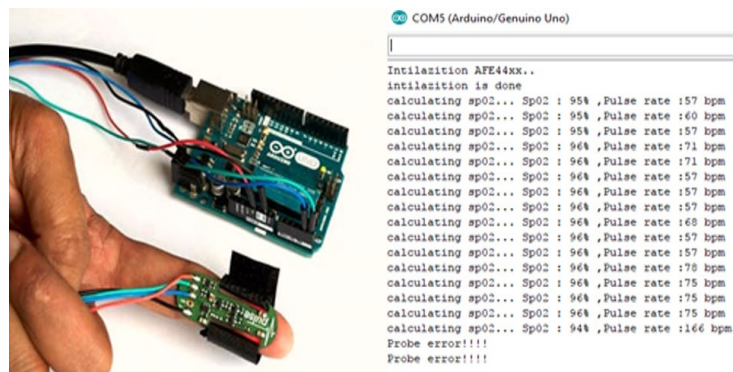 COM5 (Arduino/Genuino Uno)
Intilazition AFE44xx..
intilazition is done
calculating sp02... Sp02 : 95% ,Pulse rate :57 bpm
calculating sp02... Sp02 : 95% ,Pulse rate :60 bpm
calculating sp02... Sp02 : 95% ,Pulse rate :57 bpm
calculating sp02... Sp02 : 96% ,Pulse rate :71 bpm
calculating sp02... Sp02 : 96% ,Pulse rate :71 bpm
calculating sp02... Sp02 : 96% ,Pulse rate :57 bpm
calculating sp02... Sp02 : 96% ,Pulse rate :57 bpm
calculating sp02... Sp02 : 96% ,Pulse rate :57 bpm
calculating sp02... Sp02 : 96% ,Pulse rate :68 bpm
calculating sp02... Sp02 : 96% ,Pulse rate :57 bpm
calculating sp02... Sp02 : 96% ,Pulse rate :78 bpm
calculating sp02... Sp02 : 96% ,Pulse rate :75 bpm
calculating sp02... Sp02 : 96% ,Pulse rate :75 bpm
calculating sp02... Sp02 : 96% ,Pulse rate :75 bpm
calculating sp02... Sp02 : 94% ,Pulse rate :166 bpm
Probe error!!!!
Probe error!!!!
UNO
pulse